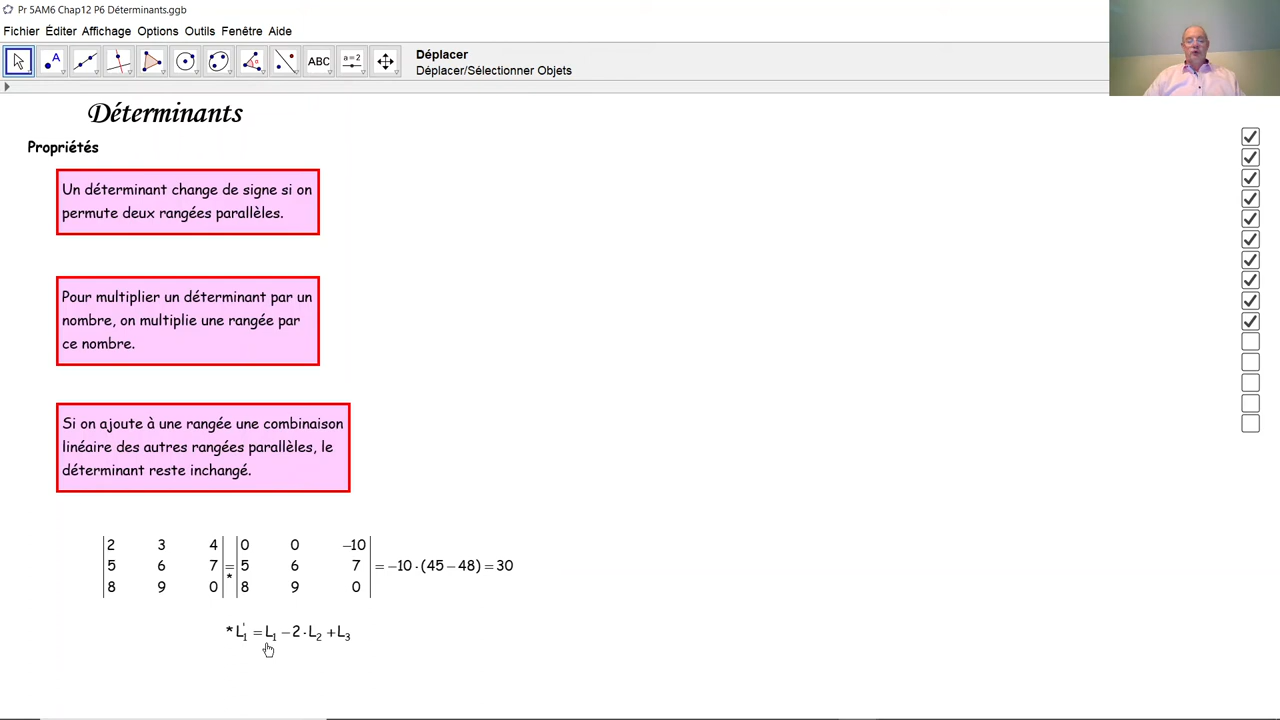 Pr 5AM6 Chap12 P6 Déterminants.ggb
Fichier Éditer Affichage Options Outils Fenêtre Aide
A ABC a=2
Déplacer
Déplacer/Sélectionner Objets
Déterminants
Propriétés
Un déterminant change de signe si on
permute deux rangées parallèles.
Pour multiplier un déterminant par un
nombre, on multiplie une rangée par
ce nombre.
Si on ajoute à une rangée une combinaison
linéaire des autres rangées parallèles, le
déterminant reste inchangé.
|2 3 4| |0 0 −10|
|5 6 7| =* |5 6 7| = −10·(45−48) = 30
|8 9 0| |8 9 0|
* L₁' = L₁ − 2·L₂ + L₃